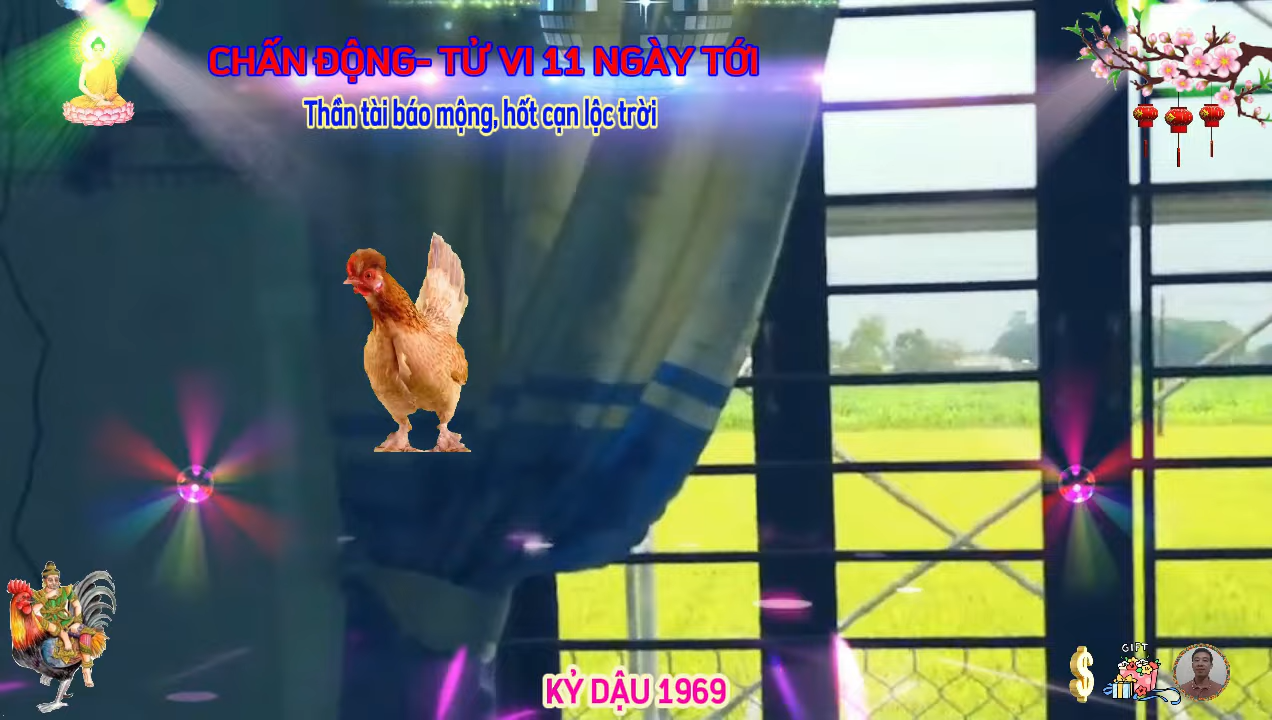 CHẤN ĐỘNG- TỬ VI 11 NGÀY TỚI
Thần tài báo mộng, hốt cạn lộc trời
GIFT
KỶ DẬU 1969